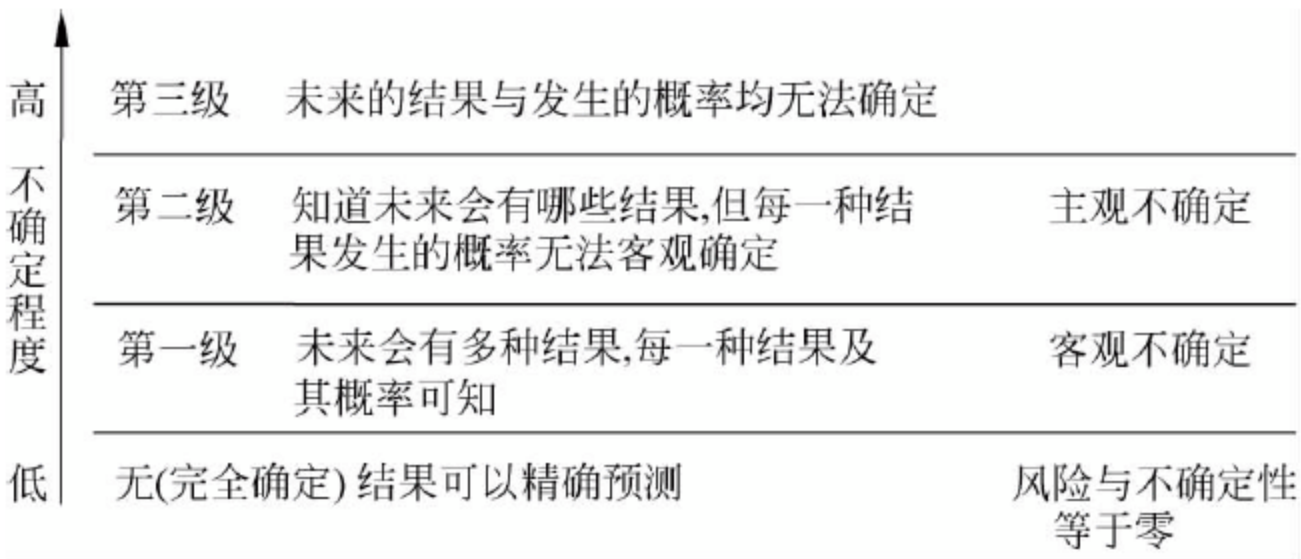 高
第三级 未来的结果与发生的概率均无法确定
不确定程度
第二级 知道未来会有哪些结果,但每一种结 主观不确定
果发生的概率无法客观确定
第一级 未来会有多种结果,每一种结果及 客观不确定
其概率可知
低
无(完全确定) 结果可以精确预测 风险与不确定性
等于零